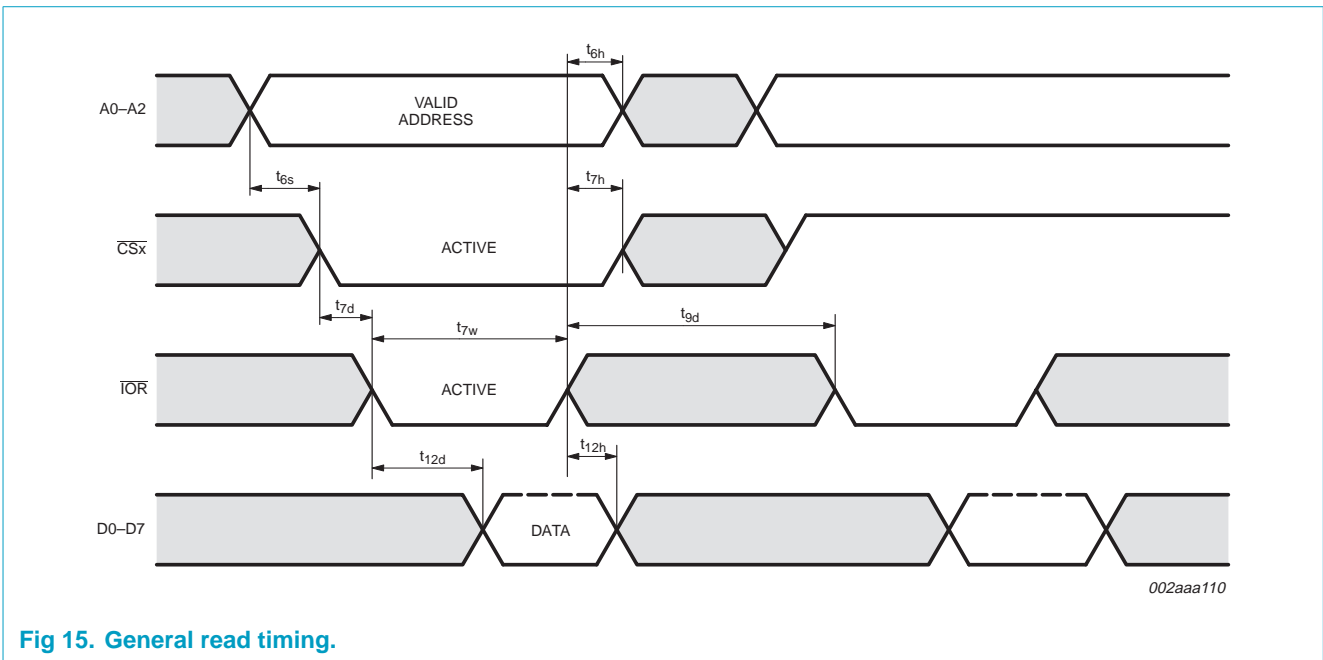 t6h
A0–A2
VALID
ADDRESS
t6s
t7h
CSx
ACTIVE
t7d
t7w
t9d
IOR
ACTIVE
t12d
t12h
D0–D7
DATA
002aaa110
Fig 15. General read timing.